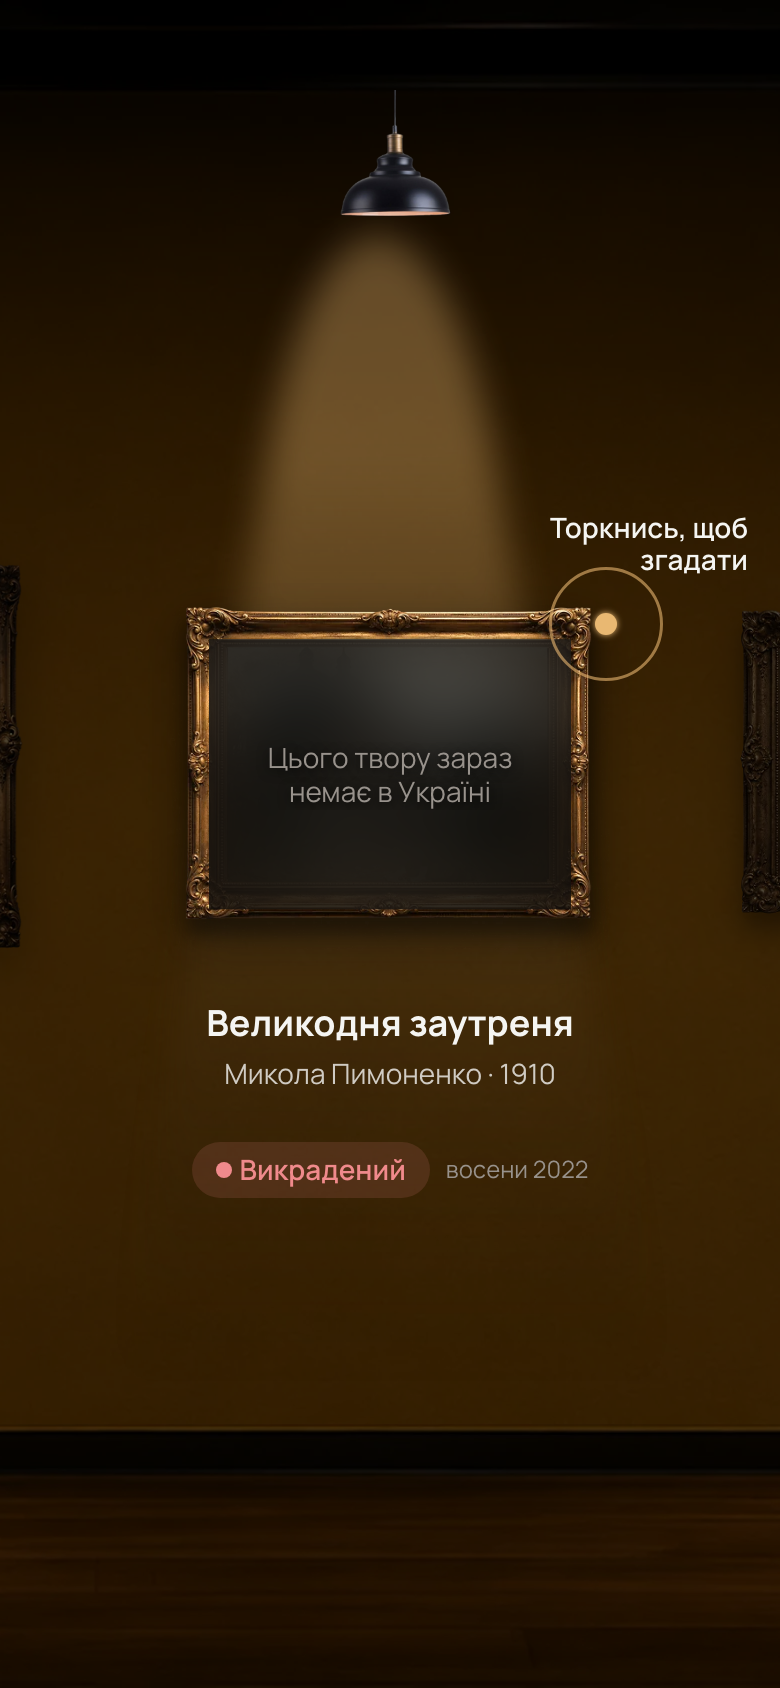 Торкнись, щоб
згадати
Цього твору зараз
немає в Україні
Великодня заутреня
Микола Пимоненко · 1910
Викрадений восени 2022